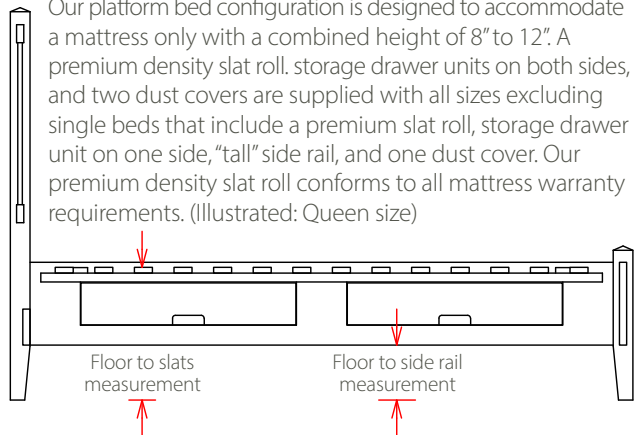 Our platform bed configuration is designed to accommodate
a mattress only with a combined height of 8” to 12”. A
premium density slat roll. storage drawer units on both sides,
and two dust covers are supplied with all sizes excluding
single beds that include a premium slat roll, storage drawer
unit on one side, “tall” side rail, and one dust cover. Our
premium density slat roll conforms to all mattress warranty
requirements. (Illustrated: Queen size)
Floor to slats
measurement
Floor to side rail
measurement